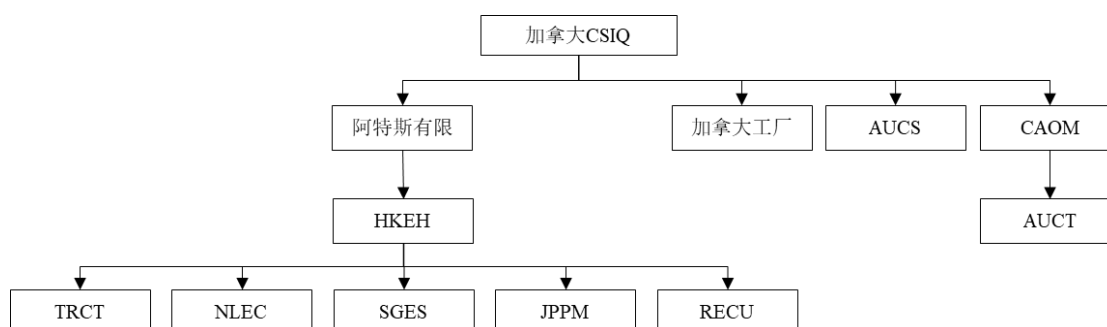 加拿大CSIQ
阿特斯有限
加拿大工厂
AUCS
CAOM
HKEH
AUCT
TRCT
NLEC
SGES
JPPM
RECU